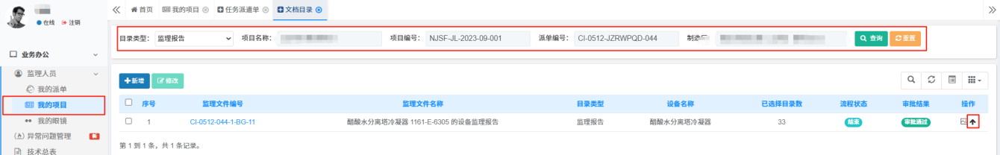 首页 我的项目 任务派遣单 文档目录
在线 注销
目录类型： 监理报告 项目名称： 项目编号： NJSF-JL-2023-09-001 派单编号： CI-0512-JZRWPQD-044 制造厂： 查询 重置
业务办公
监理人员
我的派单
我的项目
我的眼镜
异常问题管理
技术总表
新增 修改
序号 监理文件编号 监理文件名称 目录类型 设备名称 已选择目录数 流程状态 审批结果 操作
1 CI-0512-044-1-BG-11 醋酸水分离塔冷凝器 1161-E-6305 的设备监理报告 监理报告 醋酸水分离塔冷凝器 33 结束 审批通过
第 1 到 1 条，共 1 条记录。